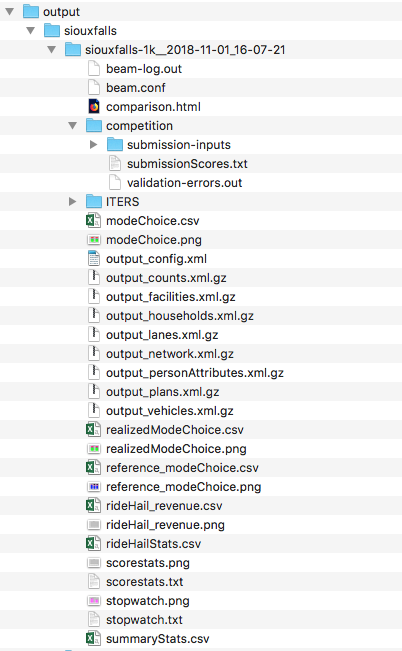 output
siouxfalls
siouxfalls-1k__2018-11-01_16-07-21
beam-log.out
beam.conf
comparison.html
competition
submission-inputs
submissionScores.txt
validation-errors.out
ITERS
modeChoice.csv
modeChoice.png
output_config.xml
output_counts.xml.gz
output_facilities.xml.gz
output_households.xml.gz
output_lanes.xml.gz
output_network.xml.gz
output_personAttributes.xml.gz
output_plans.xml.gz
output_vehicles.xml.gz
realizedModeChoice.csv
realizedModeChoice.png
reference_modeChoice.csv
reference_modeChoice.png
rideHail_revenue.csv
rideHail_revenue.png
rideHailStats.csv
scorestats.png
scorestats.txt
stopwatch.png
stopwatch.txt
summaryStats.csv